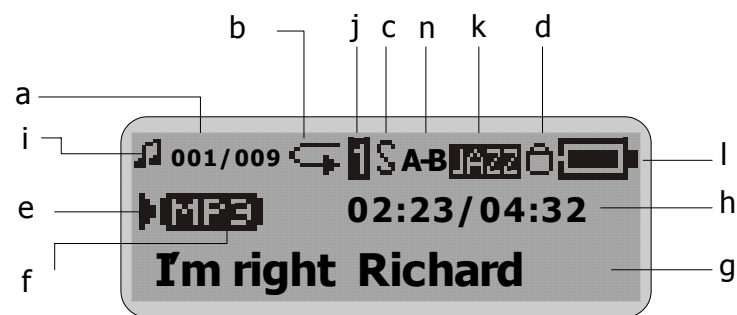 b j c n k d
a
i
001/009 1 S A-B JAZZ
l
e
MP3 02:23/04:32
h
f
I'm right Richard
g